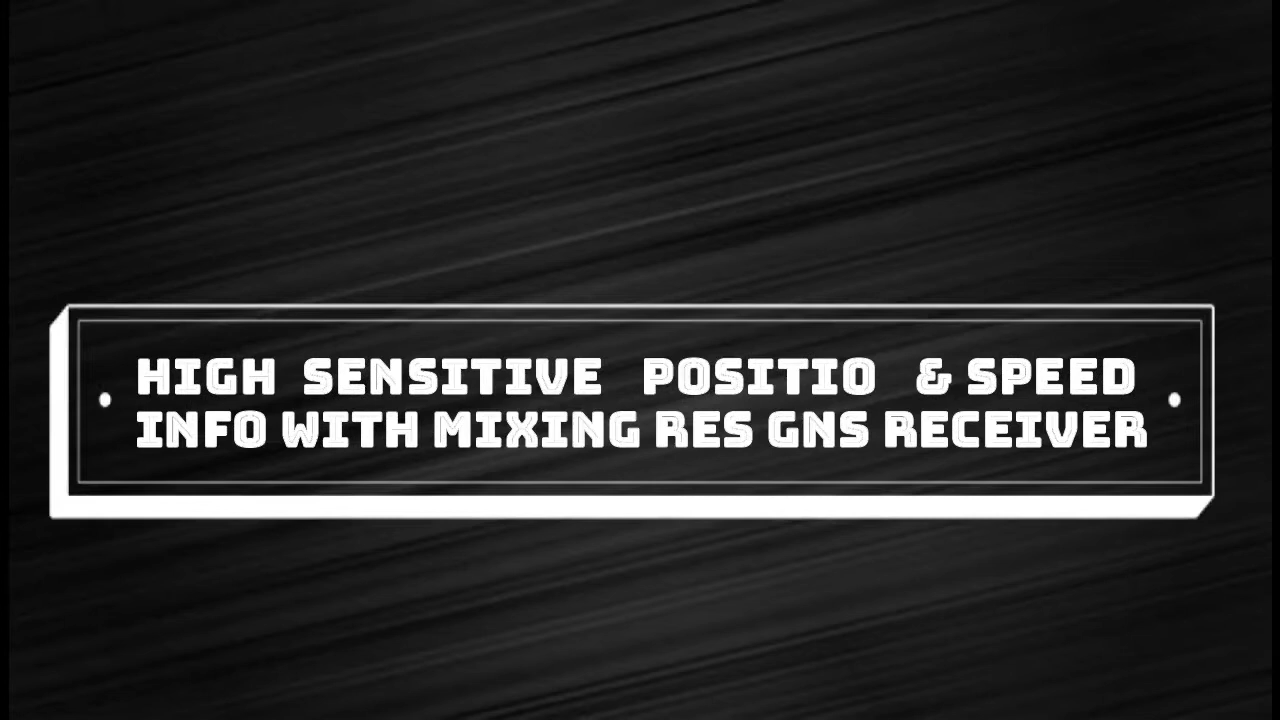 HIGH SENSITIVE POSITIO & SPEED
INFO WITH MIXING RES GNS RECEIVER